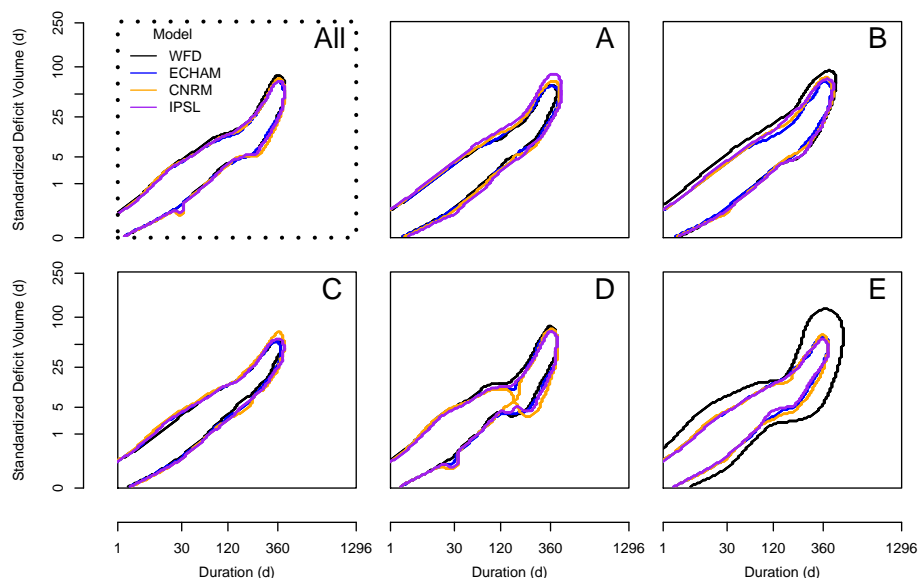 All
A
B
Model
WFD
ECHAM
CNRM
IPSL
Standardized Deficit Volume (d)
250
100
25
5
1
0
C
D
E
Standardized Deficit Volume (d)
250
100
25
5
1
0
1 30 120 360 1296
1 30 120 360 1296
1 30 120 360 1296
Duration (d)
Duration (d)
Duration (d)